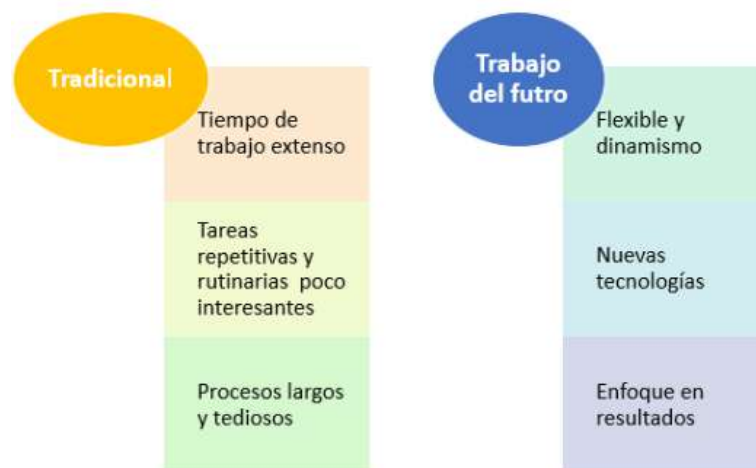 Tradicional
Tiempo de
trabajo extenso
Tareas
repetitivas y
rutinarias poco
interesantes
Procesos largos
y tediosos
Trabajo
del futro
Flexible y
dinamismo
Nuevas
tecnologías
Enfoque en
resultados